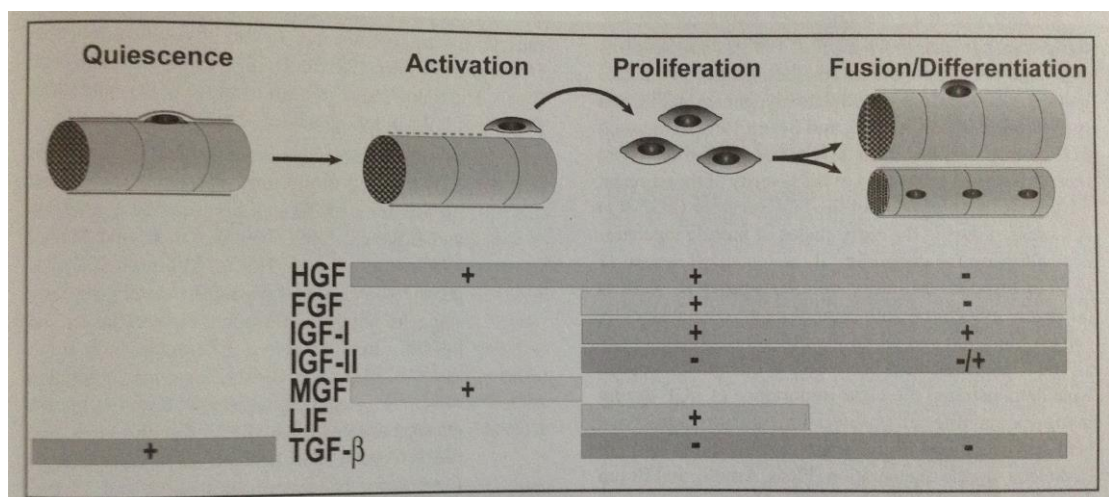 Quiescence Activation Proliferation Fusion/Differentiation
HGF + + -
FGF + -
IGF-I + +
IGF-II - -/+
MGF +
LIF +
+ TGF-β - -